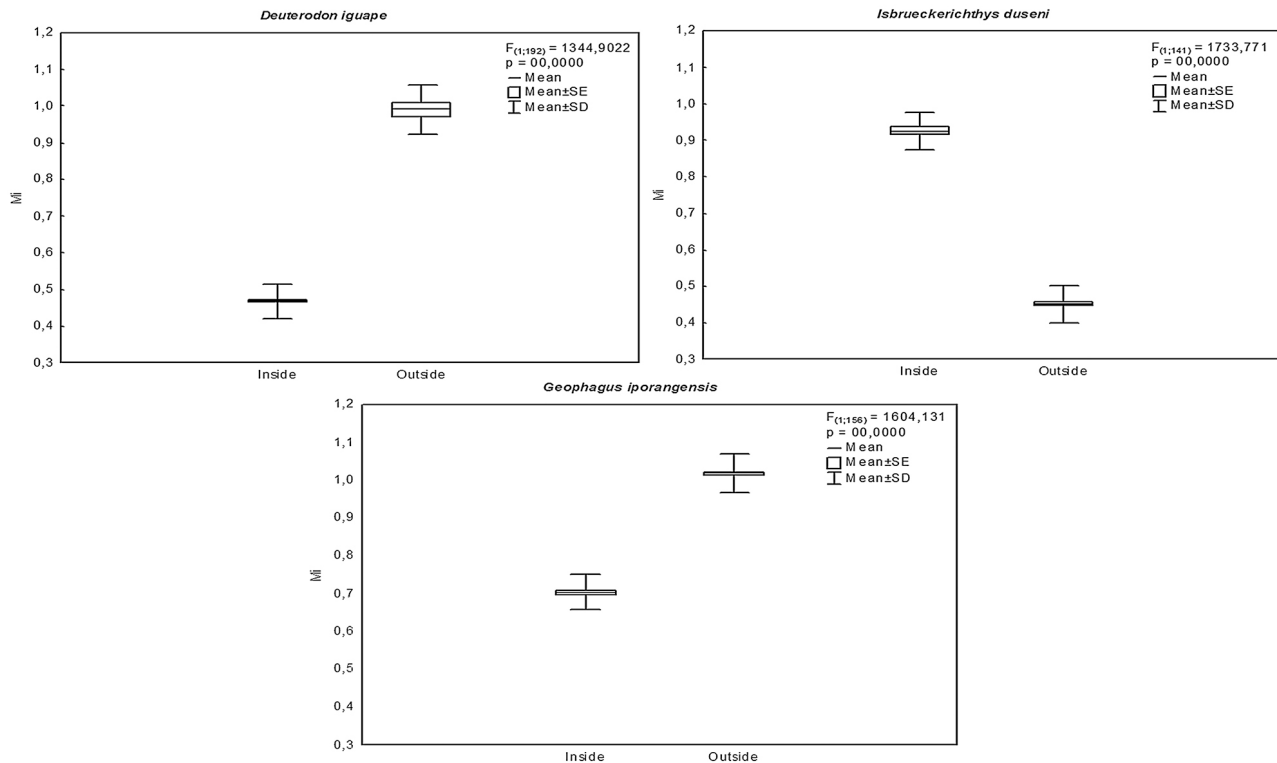 Deuterodon iguape
1,2
1,1
1,0
0,9
0,8
0,7
0,6
0,5
0,4
0,3
Mi
F(1;192) = 1344,9022
p = 00,0000
Mean
Mean±SE
Mean±SD
Inside Outside
Isbrueckerichthys duseni
1,2
1,1
1,0
0,9
0,8
0,7
0,6
0,5
0,4
0,3
Mi
F(1;141) = 1733,771
p = 00,0000
Mean
Mean±SE
Mean±SD
Inside Outside
Geophagus iporangensis
1,2
1,1
1,0
0,9
0,8
0,7
0,6
0,5
0,4
0,3
Mi
F(1;156) = 1604,131
p = 00,0000
Mean
Mean±SE
Mean±SD
Inside Outside